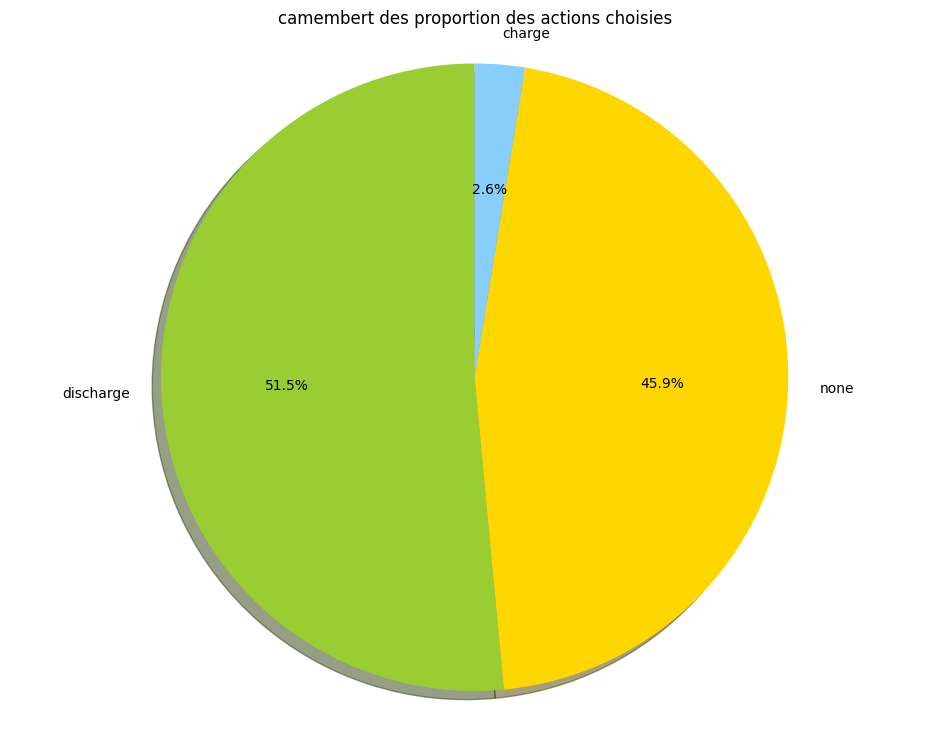 camembert des proportion des actions choisies
charge
2.6%
51.5%
45.9%
discharge
none